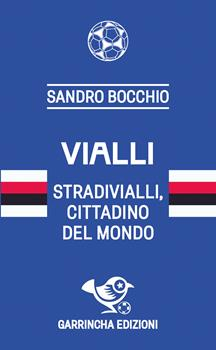 SANDRO BOCCHIO
VIALLI
STRADIVIALLI,
CITTADINO
DEL MONDO
GARRINCHA EDIZIONI